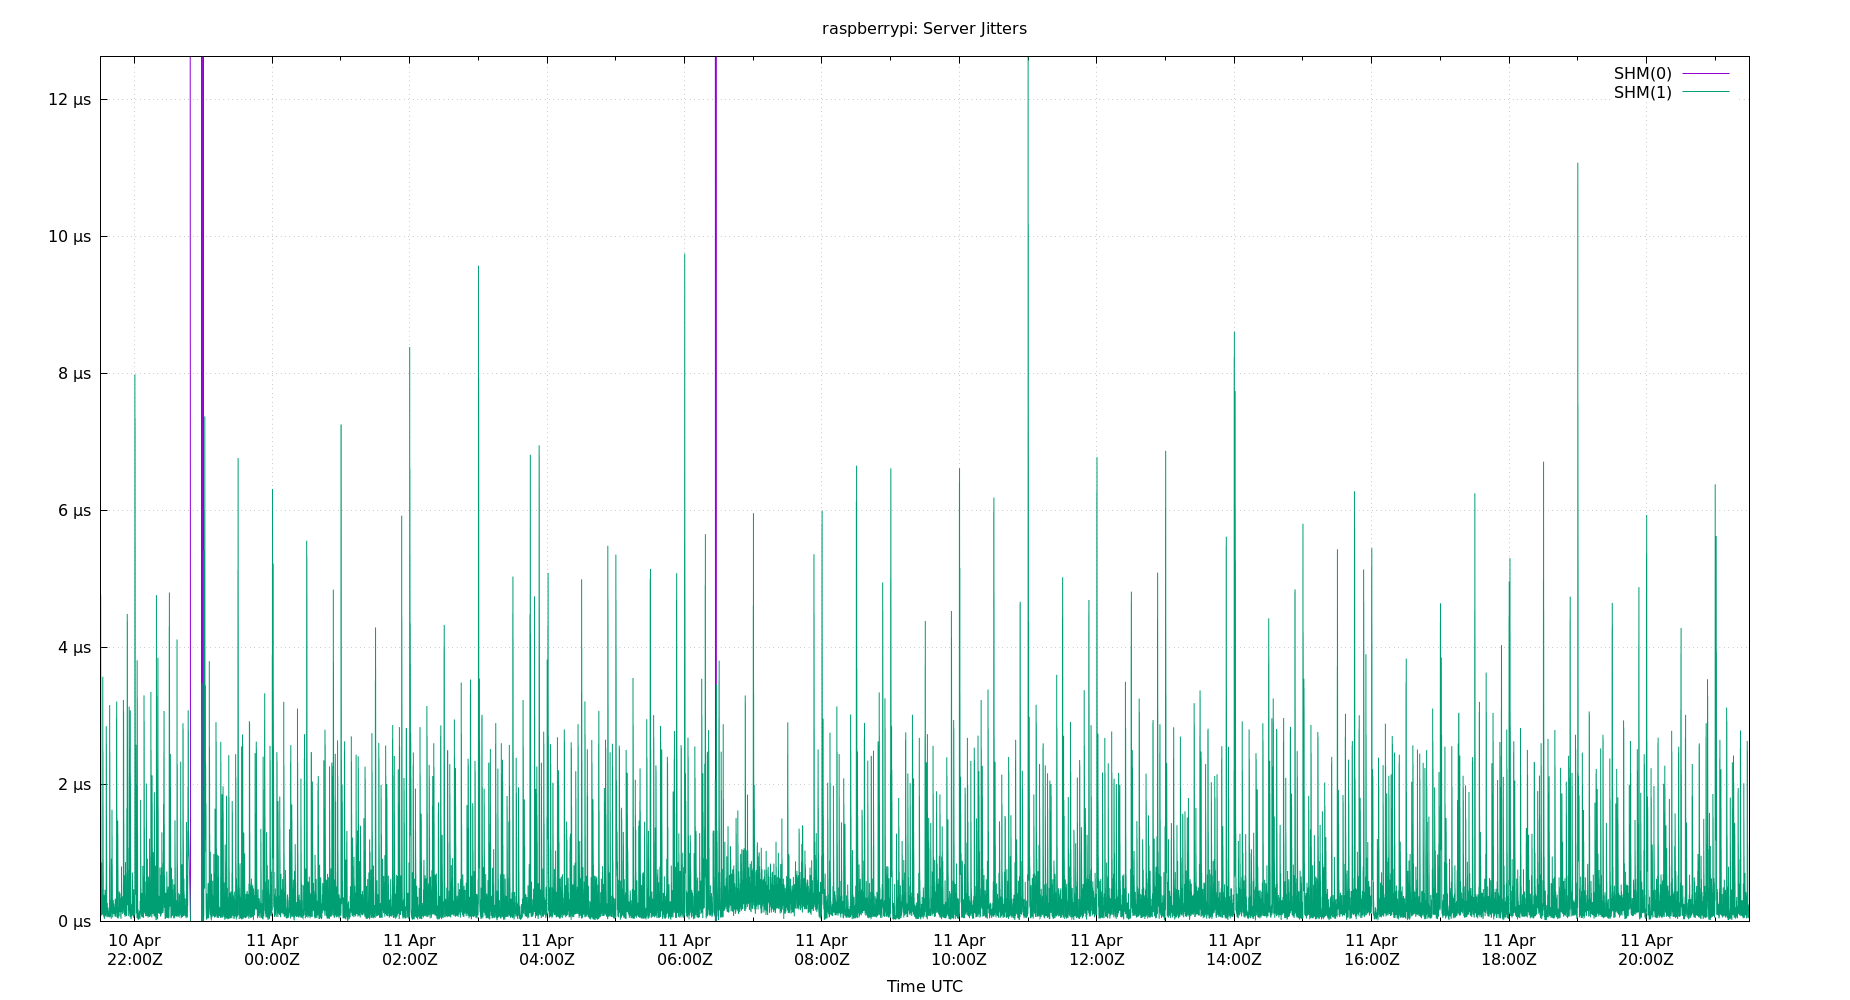 raspberrypi: Server Jitters
SHM(0)
SHM(1)
12 µs
10 µs
8 µs
6 µs
4 µs
2 µs
0 µs
10 Apr 11 Apr 11 Apr 11 Apr 11 Apr 11 Apr 11 Apr 11 Apr 11 Apr 11 Apr 11 Apr 11 Apr
22:00Z 00:00Z 02:00Z 04:00Z 06:00Z 08:00Z 10:00Z 12:00Z 14:00Z 16:00Z 18:00Z 20:00Z
Time UTC